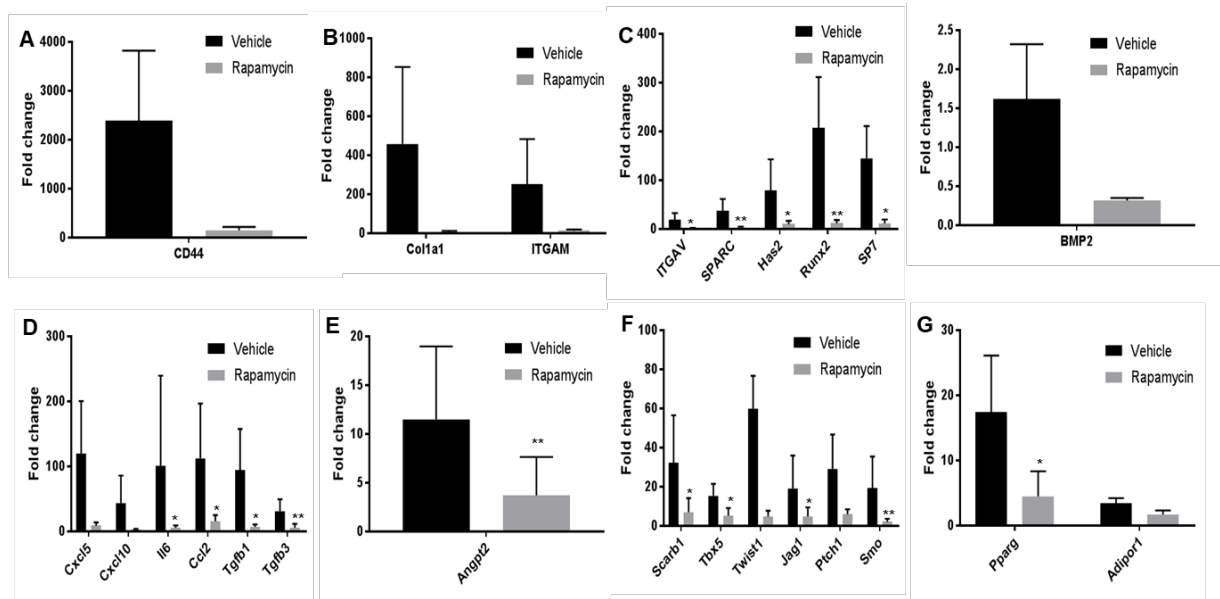 A
Fold change
4000
3000
2000
1000
0
Vehicle
Rapamycin
CD44
B
Fold change
1000
800
600
400
200
0
Vehicle
Rapamycin
Col1a1 ITGAM
C
Fold change
400
300
200
100
0
Vehicle
Rapamycin
* ** * ** *
ITGAV SPARC Has2 Runx2 SP7
Fold change
2.5
2.0
1.5
1.0
0.5
0.0
Vehicle
Rapamycin
BMP2
D
Fold change
300
200
100
0
Vehicle
Rapamycin
* * * **
Cxcl5 Cxcl10 Il6 Ccl2 Tgfb1 Tgfb3
E
Fold change
20
15
10
5
0
Vehicle
Rapamycin
**
Angpt2
F
Fold change
100
80
60
40
20
0
Vehicle
Rapamycin
* * * **
Scarb1 Tbx5 Twist1 Jag1 Ptch1 Smo
G
Fold change
30
20
10
0
Vehicle
Rapamycin
*
Pparg Adipor1